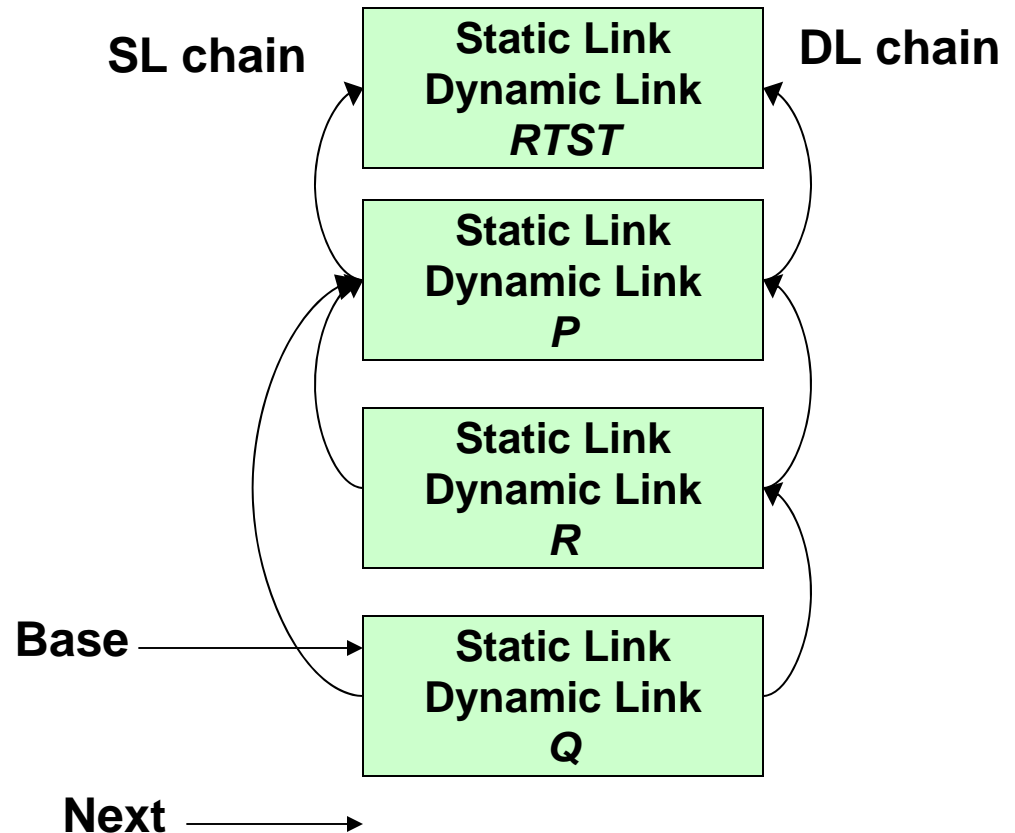 SL chain
DL chain
Static Link
Dynamic Link
RTST
Static Link
Dynamic Link
P
Static Link
Dynamic Link
R
Base
Static Link
Dynamic Link
Q
Next